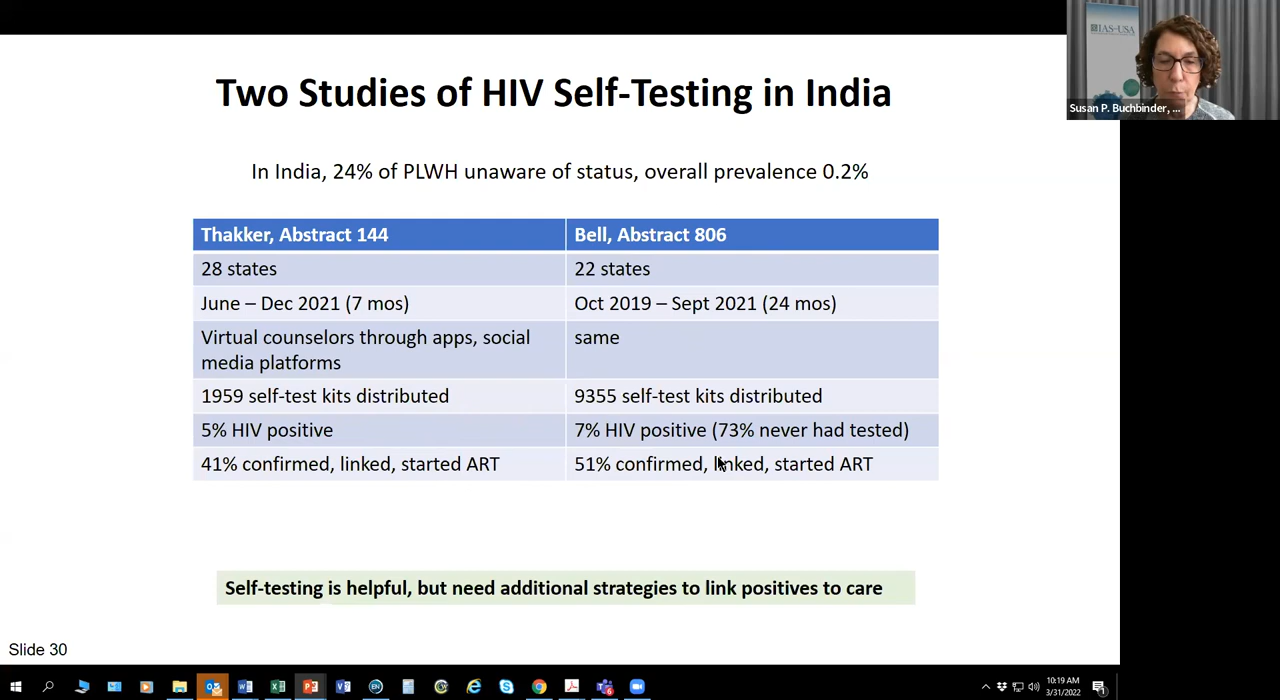 IAS-USA
Susan P. Buchbinder, ...
Two Studies of HIV Self-Testing in India
In India, 24% of PLWH unaware of status, overall prevalence 0.2%
Thakker, Abstract 144
Bell, Abstract 806
28 states
22 states
June – Dec 2021 (7 mos)
Oct 2019 – Sept 2021 (24 mos)
Virtual counselors through apps, social
media platforms
same
1959 self-test kits distributed
9355 self-test kits distributed
5% HIV positive
7% HIV positive (73% never had tested)
41% confirmed, linked, started ART
51% confirmed, linked, started ART
Self-testing is helpful, but need additional strategies to link positives to care
Slide 30
10:19 AM
3/31/2022